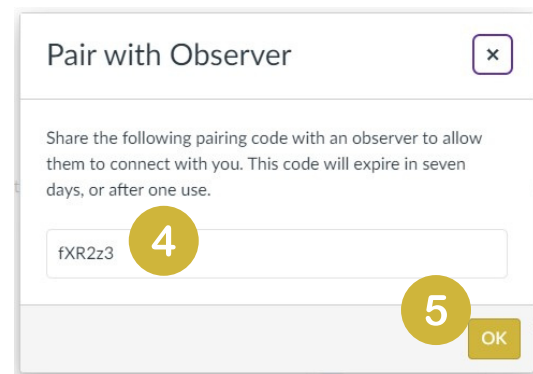 Pair with Observer
×
Share the following pairing code with an observer to allow
them to connect with you. This code will expire in seven
days, or after one use.
fXR2z3
4
5
OK